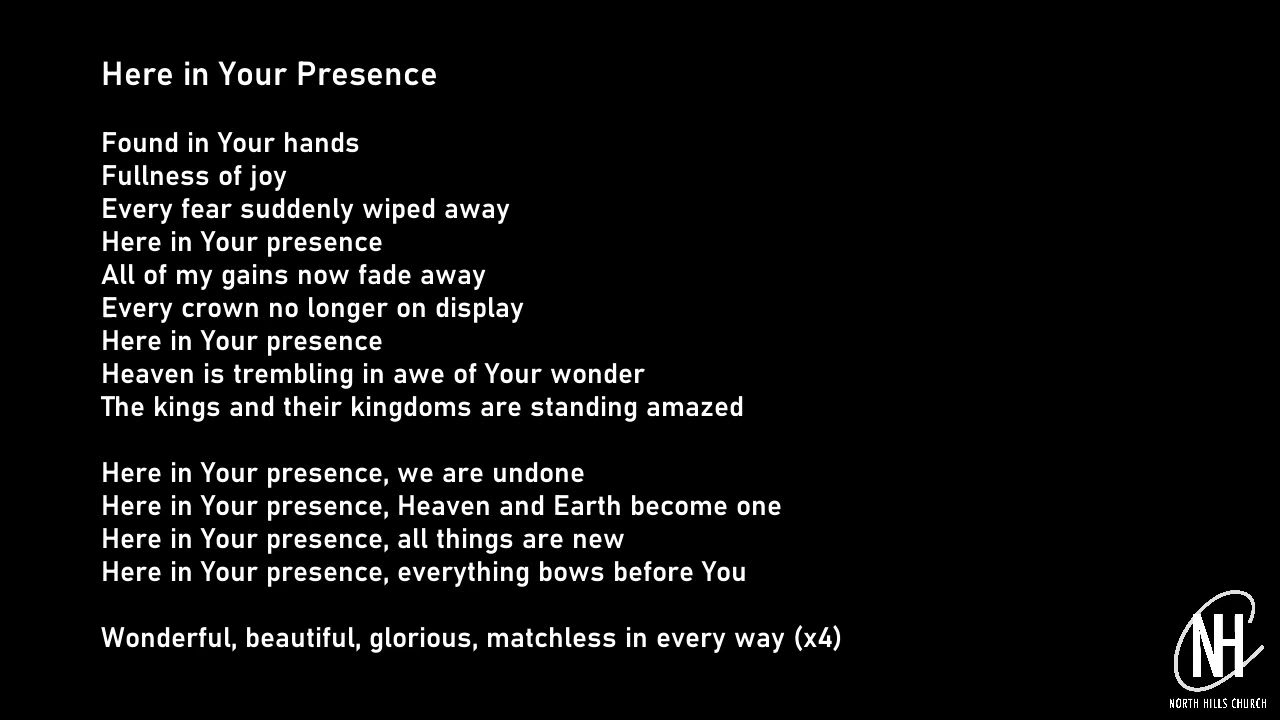 Here in Your Presence
Found in Your hands
Fullness of joy
Every fear suddenly wiped away
Here in Your presence
All of my gains now fade away
Every crown no longer on display
Here in Your presence
Heaven is trembling in awe of Your wonder
The kings and their kingdoms are standing amazed
Here in Your presence, we are undone
Here in Your presence, Heaven and Earth become one
Here in Your presence, all things are new
Here in Your presence, everything bows before You
Wonderful, beautiful, glorious, matchless in every way (x4)
NH
NORTH HILLS CHURCH